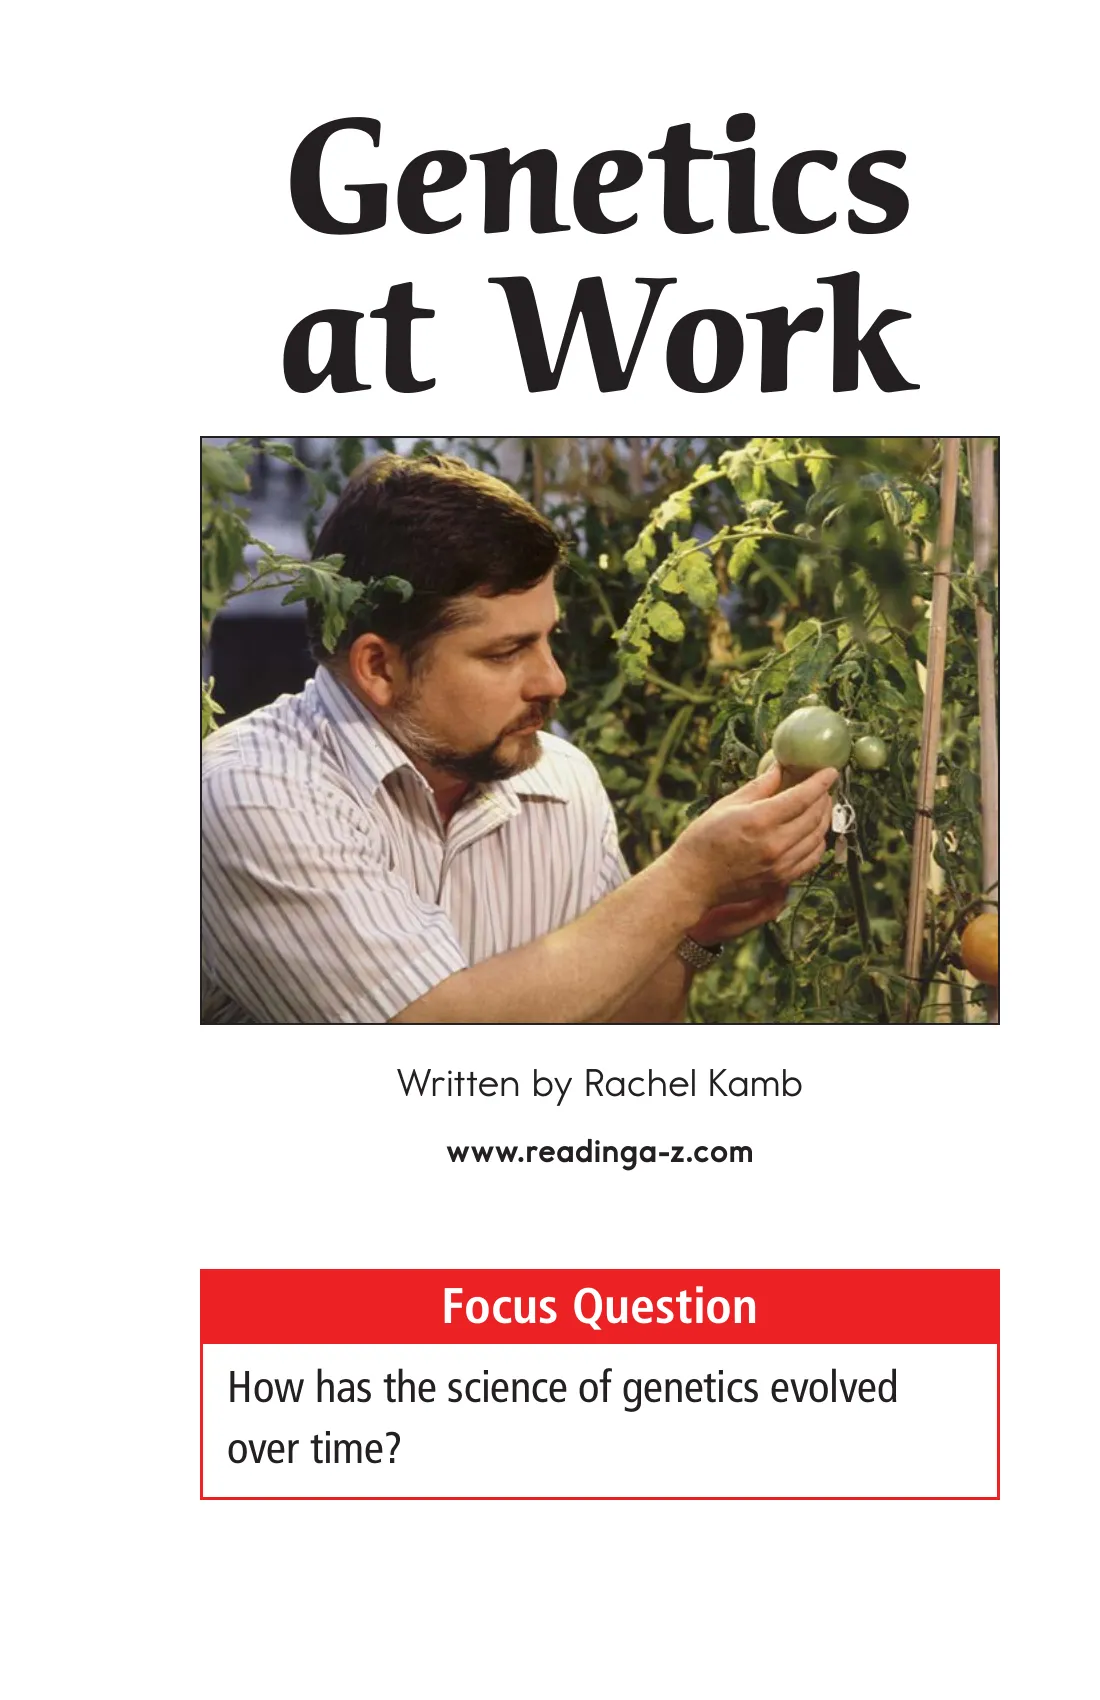 Genetics
at Work
Written by Rachel Kamb
www.readinga-z.com
Focus Question
How has the science of genetics evolved
over time?